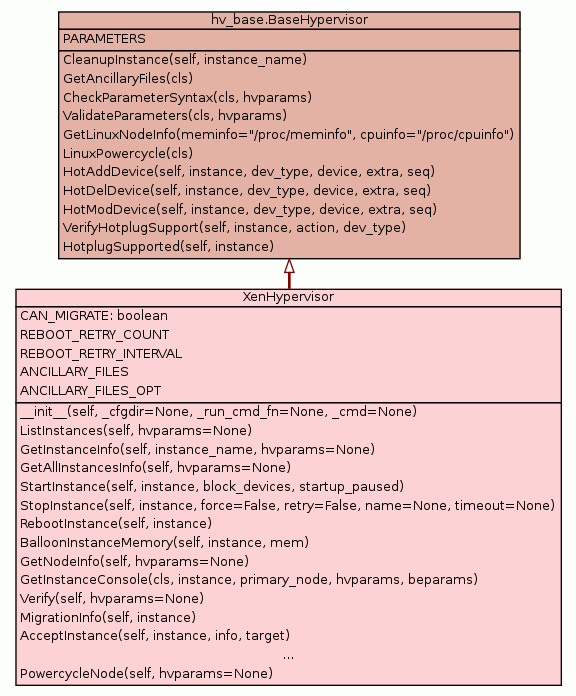 hv_base.BaseHypervisor
PARAMETERS
CleanupInstance(self, instance_name)
GetAncillaryFiles(cls)
CheckParameterSyntax(cls, hvparams)
ValidateParameters(cls, hvparams)
GetLinuxNodeInfo(meminfo="/proc/meminfo", cpuinfo="/proc/cpuinfo")
LinuxPowercycle(cls)
HotAddDevice(self, instance, dev_type, device, extra, seq)
HotDelDevice(self, instance, dev_type, device, extra, seq)
HotModDevice(self, instance, dev_type, device, extra, seq)
VerifyHotplugSupport(self, instance, action, dev_type)
HotplugSupported(self, instance)
XenHypervisor
CAN_MIGRATE: boolean
REBOOT_RETRY_COUNT
REBOOT_RETRY_INTERVAL
ANCILLARY_FILES
ANCILLARY_FILES_OPT
__init__(self, _cfgdir=None, _run_cmd_fn=None, _cmd=None)
ListInstances(self, hvparams=None)
GetInstanceInfo(self, instance_name, hvparams=None)
GetAllInstancesInfo(self, hvparams=None)
StartInstance(self, instance, block_devices, startup_paused)
StopInstance(self, instance, force=False, retry=False, name=None, timeout=None)
RebootInstance(self, instance)
BalloonInstanceMemory(self, instance, mem)
GetNodeInfo(self, hvparams=None)
GetInstanceConsole(cls, instance, primary_node, hvparams, beparams)
Verify(self, hvparams=None)
MigrationInfo(self, instance)
AcceptInstance(self, instance, info, target)
...
PowercycleNode(self, hvparams=None)